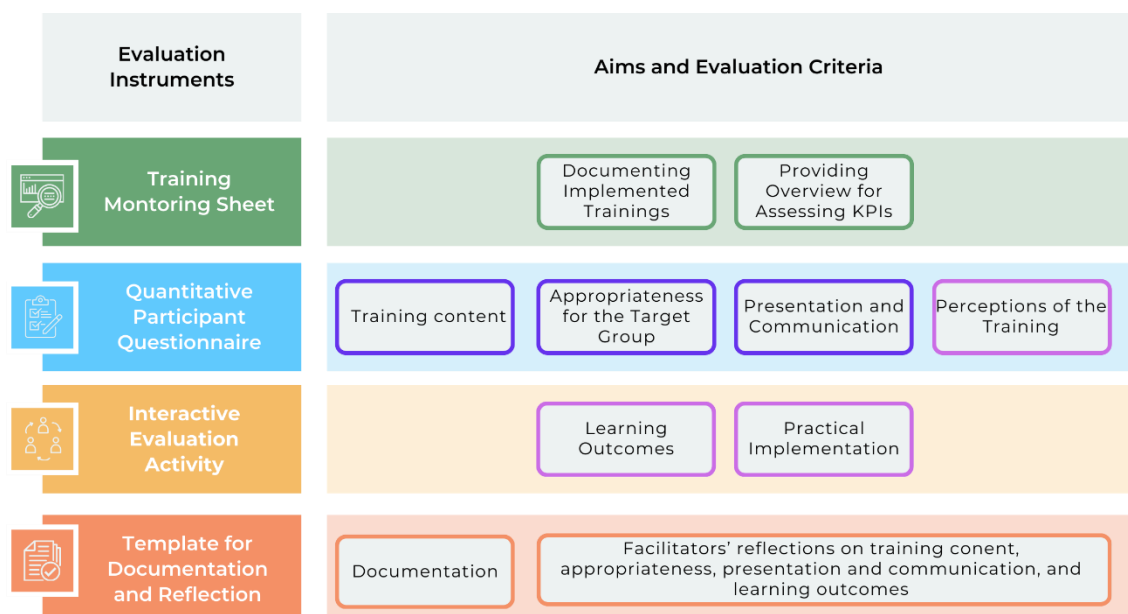 Evaluation
Instruments
Aims and Evaluation Criteria
Training
Montoring Sheet
Documenting
Implemented
Trainings
Providing
Overview for
Assessing KPIs
Quantitative
Participant
Questionnaire
Training content
Appropriateness
for the Target
Group
Presentation and
Communication
Perceptions of the
Training
Interactive
Evaluation
Activity
Learning
Outcomes
Practical
Implementation
Template for
Documentation
and Reflection
Documentation
Facilitators’ reflections on training conent,
appropriateness, presentation and communication, and
learning outcomes